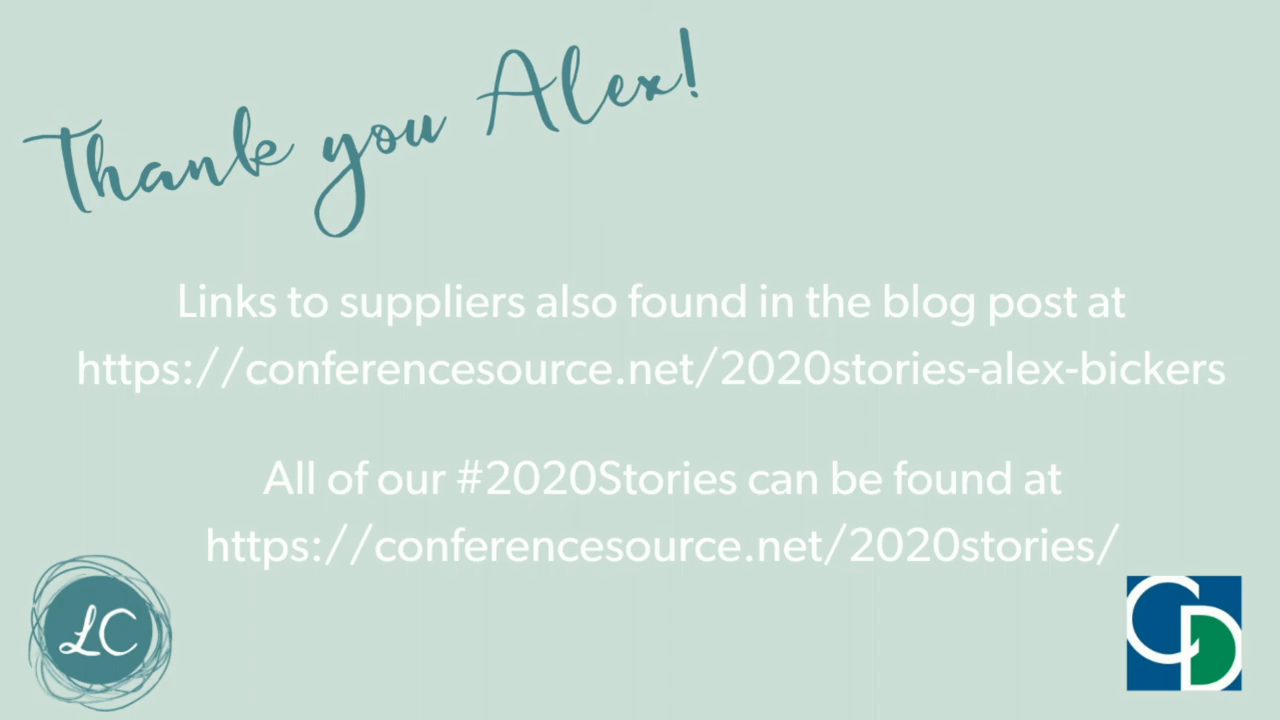 Thank you Alex!
Links to suppliers also found in the blog post at
https://conferencesource.net/2020stories-alex-bickers
All of our #2020Stories can be found at
https://conferencesource.net/2020stories/
LC
CD